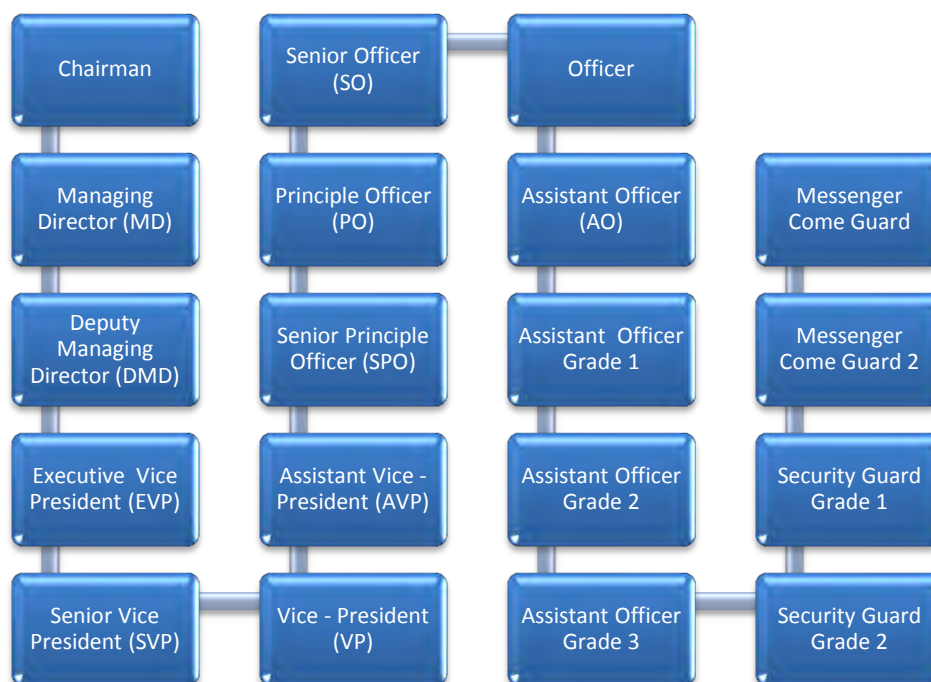 Chairman
Managing
Director (MD)
Deputy
Managing
Director (DMD)
Executive  Vice
President (EVP)
Senior Vice
President (SVP)
Vice - President
(VP)
Assistant Vice -
President (AVP)
Senior Principle
Officer (SPO)
Principle Officer
(PO)
Senior Officer
(SO)
Officer
Assistant Officer
(AO)
Assistant  Officer
Grade 1
Assistant Officer
Grade 2
Assistant Officer
Grade 3
Security Guard
Grade 2
Security Guard
Grade 1
Messenger
Come Guard 2
Messenger
Come Guard